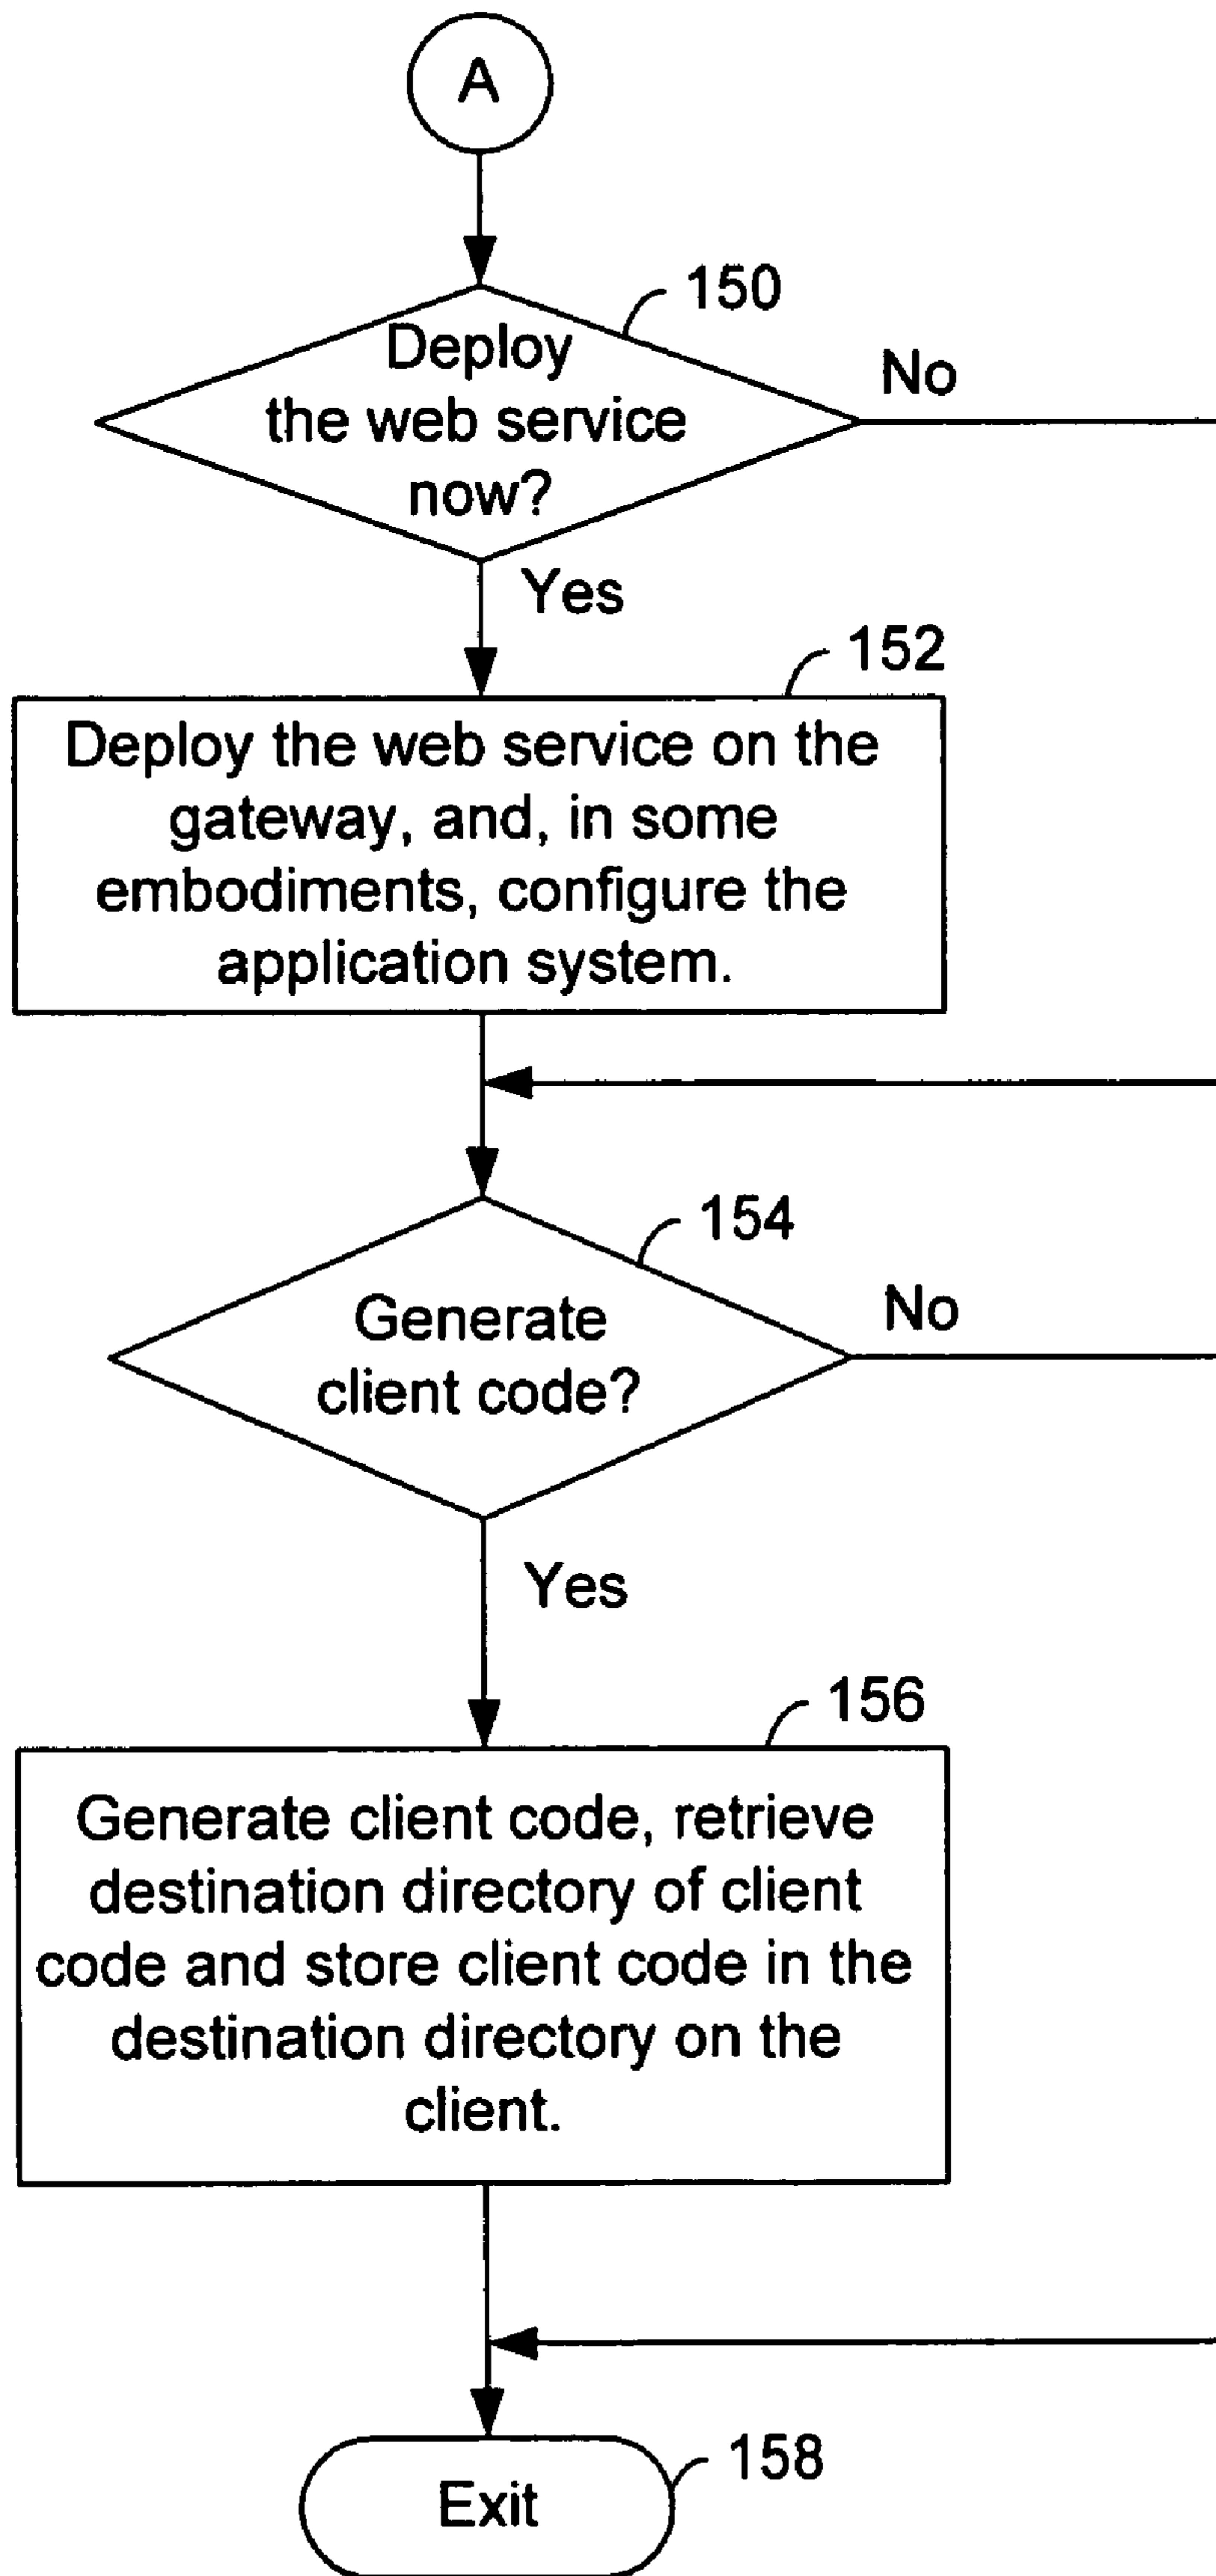 A
150
Deploy
the web service
now?
No
Yes
152
Deploy the web service on the
gateway, and, in some
embodiments, configure the
application system.
154
Generate
client code?
No
Yes
156
Generate client code, retrieve
destination directory of client
code and store client code in the
destination directory on the
client.
158
Exit